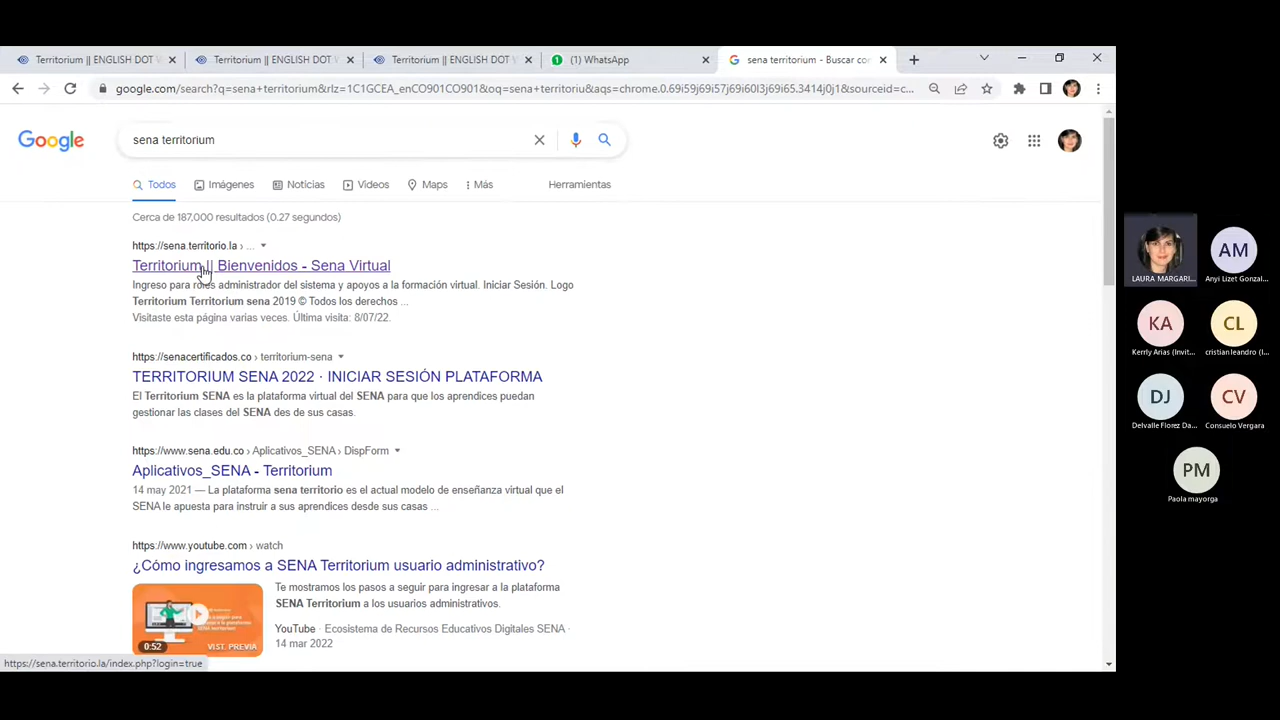 Territorium || ENGLISH DOT
Territorium || ENGLISH DOT
Territorium || ENGLISH DOT
(1) WhatsApp
sena territorium - Buscar co
google.com/search?q=sena+territorium&rlz=1C1GCEA_enCO901CO901&oq=sena+territoriu&aqs=chrome.0.69i59j69i57j69i60l3j69i65.3414j0j1&sourceid=c...
Google
sena territorium
Todos
Imágenes
Noticias
Videos
Maps
Más
Herramientas
Cerca de 187,000 resultados (0.27 segundos)
https://sena.territorio.la › ...
Territorium || Bienvenidos - Sena Virtual
Ingreso para roles administrador del sistema y apoyos a la formación virtual. Iniciar Sesión. Logo
Territorium Territorium sena 2019 © Todos los derechos ...
Visitaste esta página varias veces. Última visita: 8/07/22.
https://senacertificados.co › territorium-sena
TERRITORIUM SENA 2022 · INICIAR SESIÓN PLATAFORMA
El Territorium SENA es la plataforma virtual del SENA para que los aprendices puedan
gestionar las clases del SENA des de sus casas.
https://www.sena.edu.co › Aplicativos_SENA › DispForm
Aplicativos_SENA - Territorium
14 may 2021 — La plataforma sena territorio es el actual modelo de enseñanza virtual que el
SENA le apuesta para instruir a sus aprendices desde sus casas ...
https://www.youtube.com › watch
¿Cómo ingresamos a SENA Territorium usuario administrativo?
Te mostramos los pasos a seguir para ingresar a la plataforma
SENA Territorium a los usuarios administrativos.
YouTube · Ecosistema de Recursos Educativos Digitales SENA ·
14 mar 2022
0:52
VIST. PREVIA
https://sena.territorio.la/index.php?login=true
LAURA MARGARI...
AM
Anyi Lizet Gonzal...
KA
Kerrly Arias (Invit...
CL
cristian leandro (I...
DJ
Delvalle Florez Da...
CV
Consuelo Vergara
PM
Paola mayorga